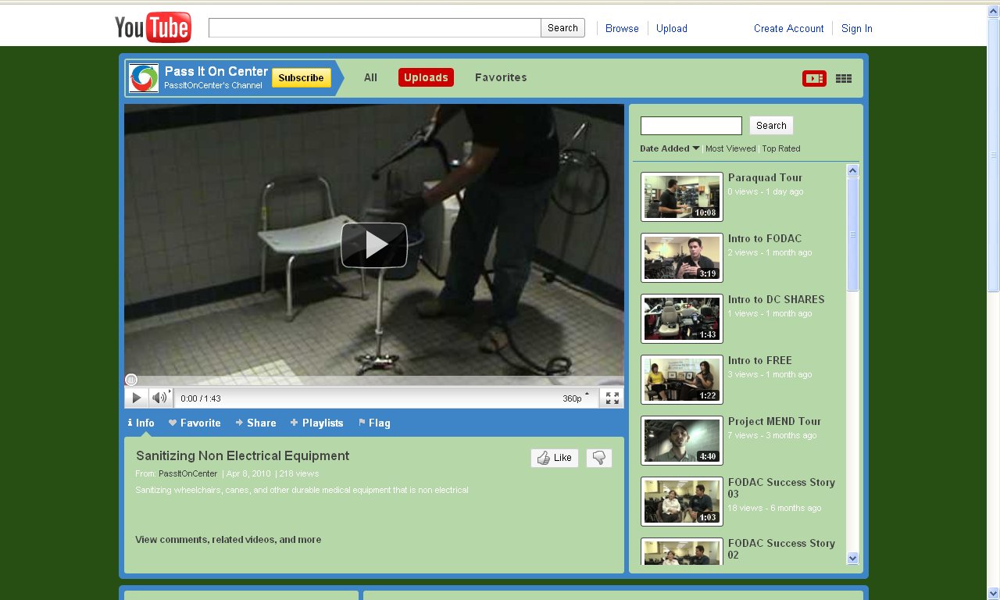 YouTube
Search
Browse
Upload
Create Account
Sign In
Pass It On Center
PassItOnCenter's Channel
Subscribe
All
Uploads
Favorites
0:00 / 1:43
360p
Info
Favorite
Share
Playlists
Flag
Sanitizing Non Electrical Equipment
Like
From: PassItOnCenter | Apr 8, 2010 | 218 views
Sanitizing wheelchairs, canes, and other durable medical equipment that is non electrical
View comments, related videos, and more
Search
Date Added | Most Viewed | Top Rated
Paraquad Tour
0 views - 1 day ago
10:08
Intro to FODAC
2 views - 1 month ago
3:19
Intro to DC SHARES
1 views - 1 month ago
1:43
Intro to FREE
3 views - 1 month ago
1:22
Project MEND Tour
7 views - 3 months ago
4:40
FODAC Success Story
03
18 views - 6 months ago
1:03
FODAC Success Story
02